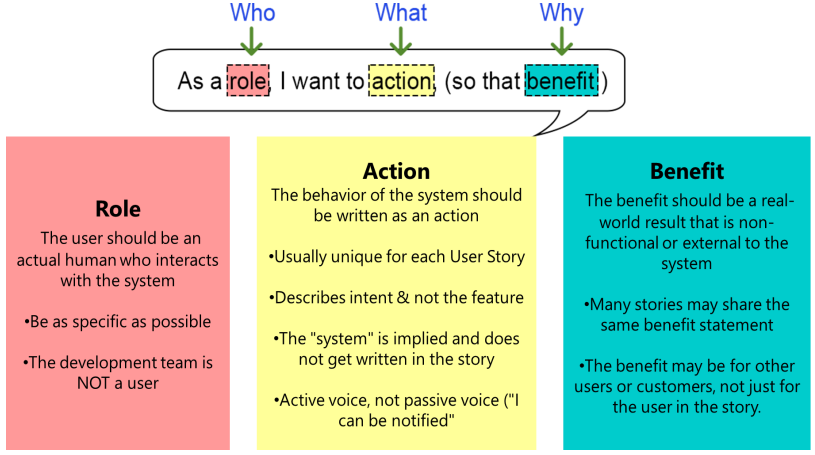 Who What Why
As a role, I want to action, (so that benefit)
Role
The user should be an
actual human who interacts
with the system
•Be as specific as possible
•The development team is
NOT a user
Action
The behavior of the system should
be written as an action
•Usually unique for each User Story
•Describes intent & not the feature
•The "system" is implied and does
not get written in the story
•Active voice, not passive voice ("I
can be notified"
Benefit
The benefit should be a real-
world result that is non-
functional or external to the
system
•Many stories may share the
same benefit statement
•The benefit may be for other
users or customers, not just for
the user in the story.